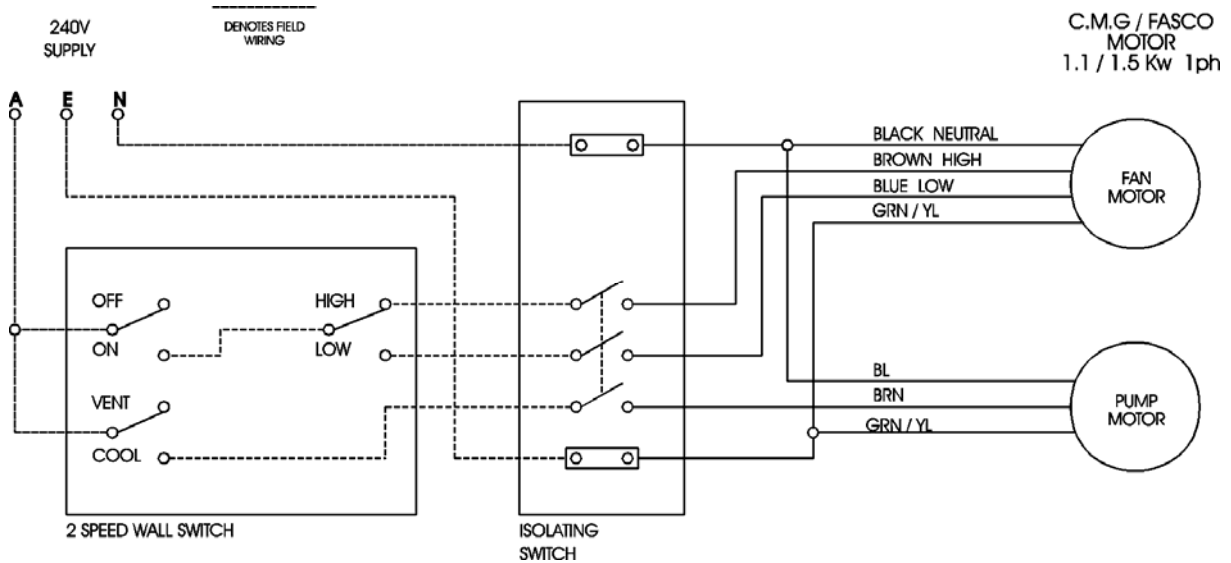 240V
SUPPLY
DENOTES FIELD
WIRING
C.M.G / FASCO
MOTOR
1.1 / 1.5 Kw 1ph
A E N
BLACK NEUTRAL
BROWN HIGH
BLUE LOW
GRN / YL
FAN
MOTOR
OFF
ON
HIGH
LOW
VENT
COOL
BL
BRN
GRN / YL
PUMP
MOTOR
2 SPEED WALL SWITCH
ISOLATING
SWITCH